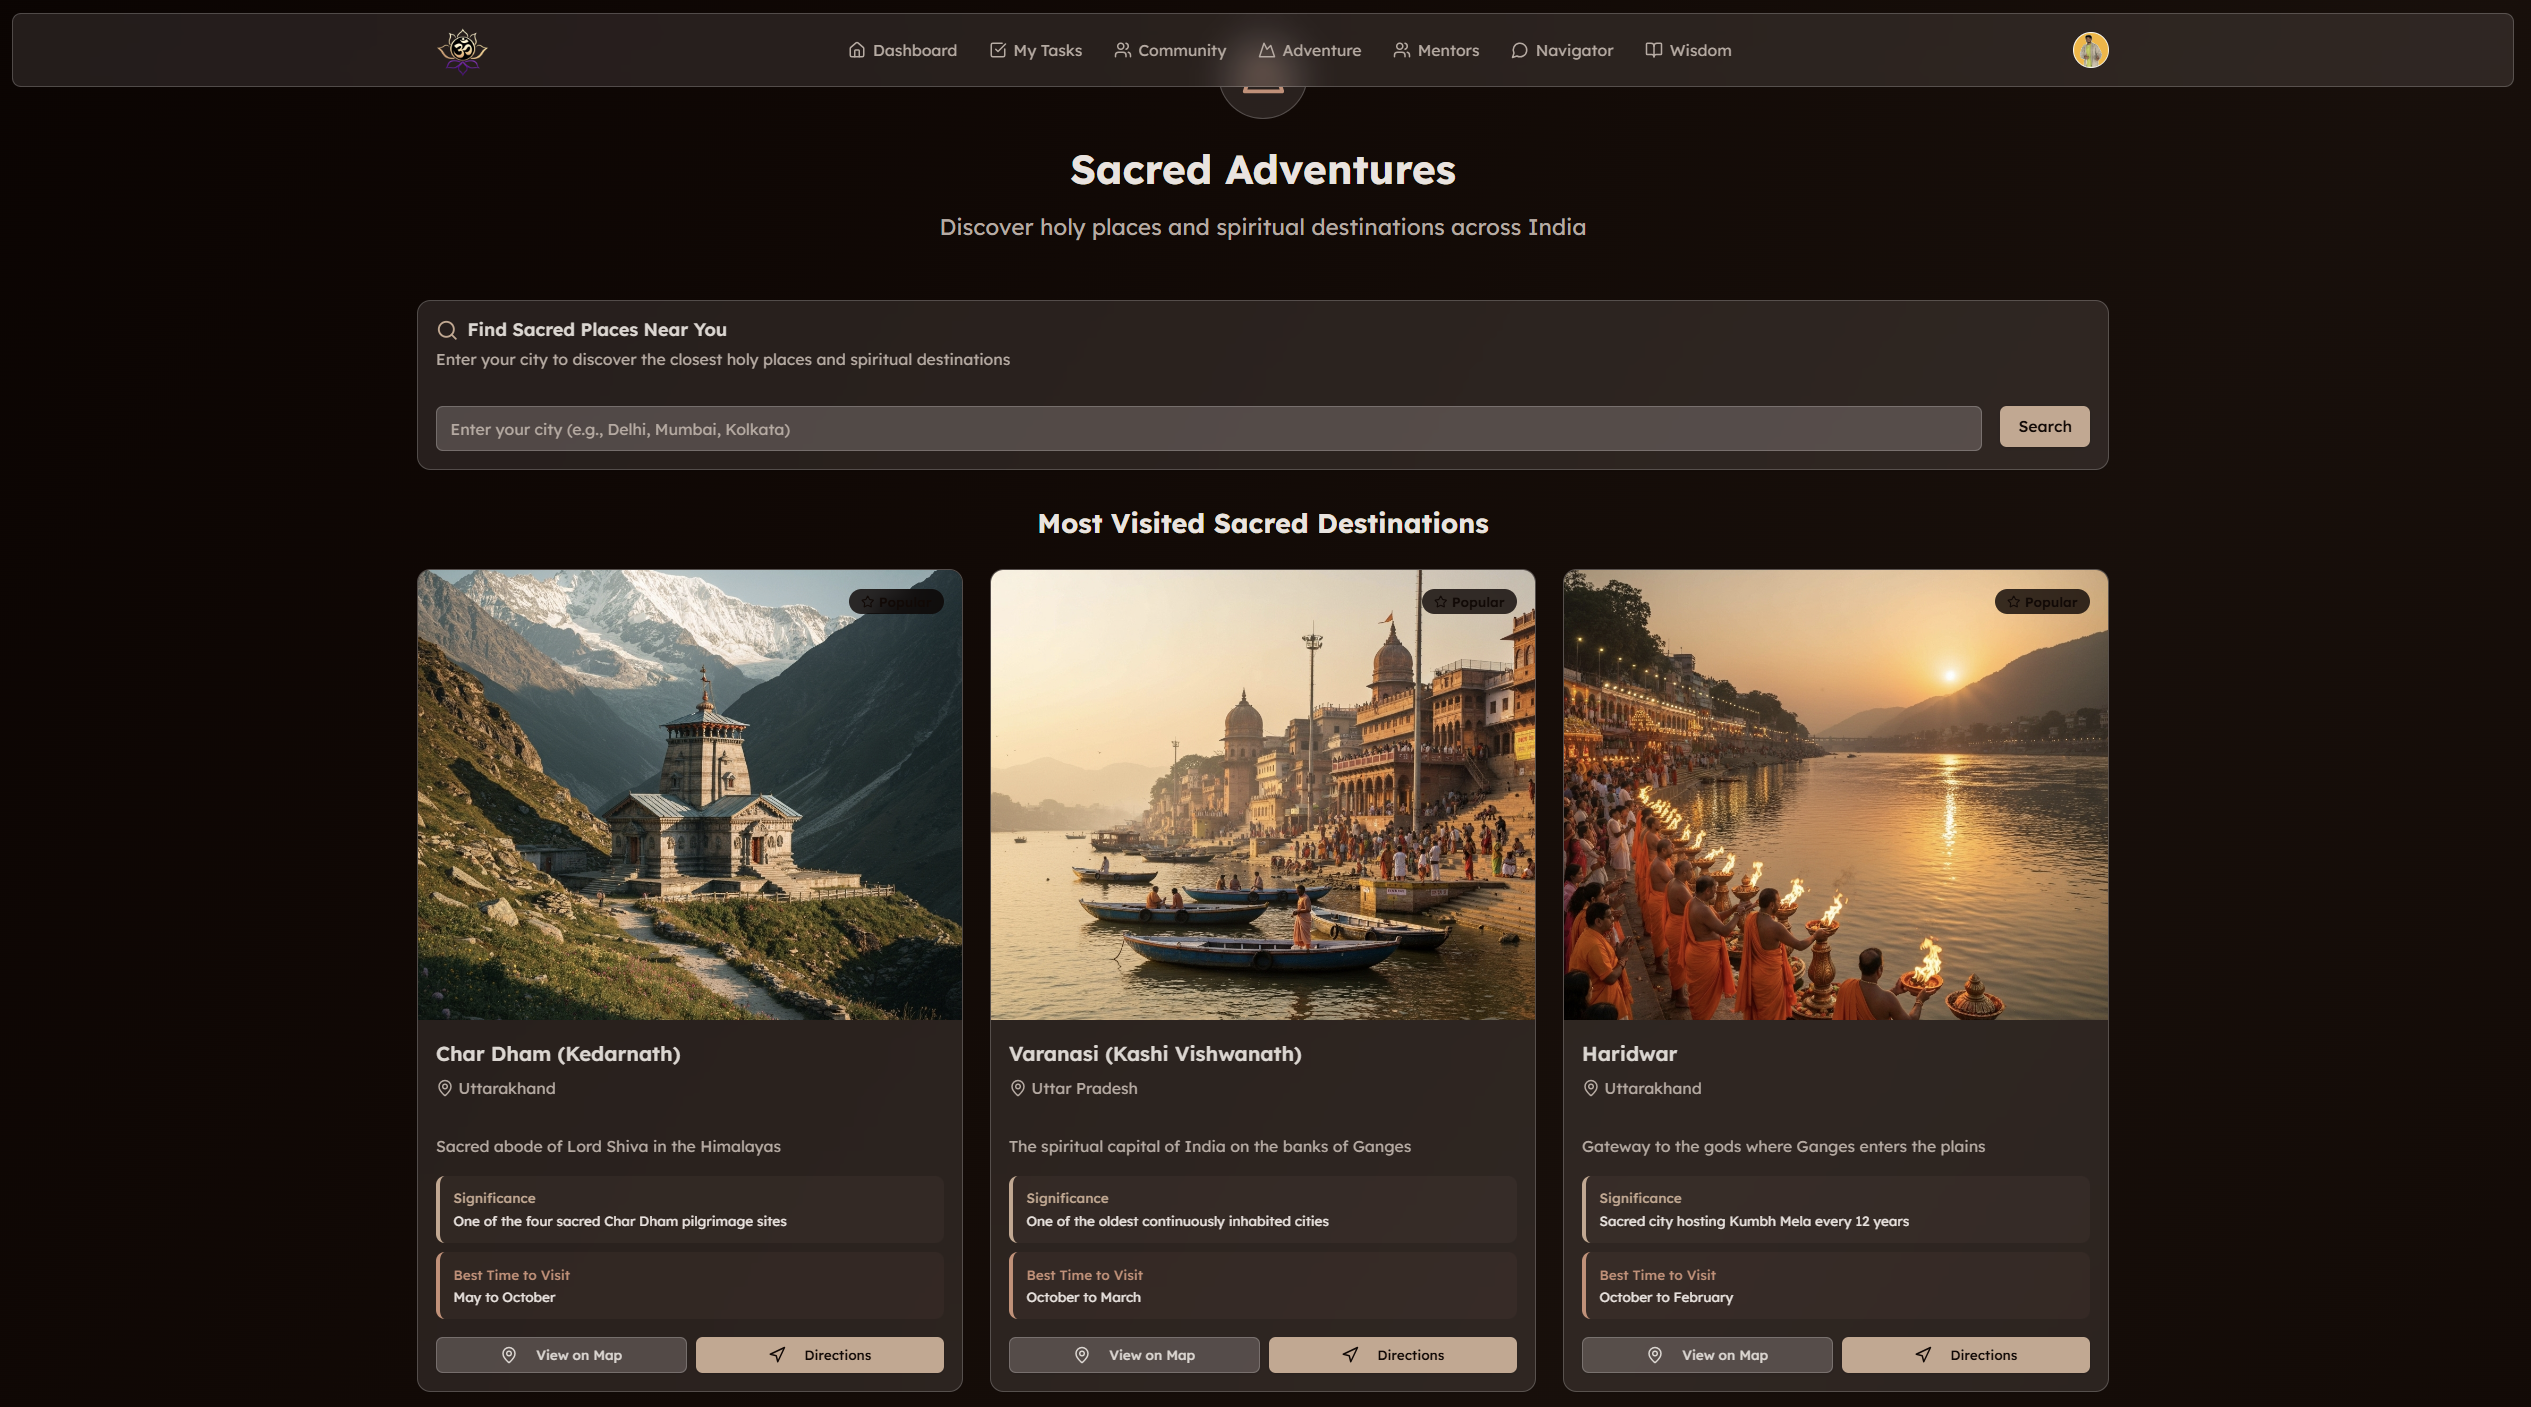 Dashboard My Tasks Community Adventure Mentors Navigator Wisdom
Sacred Adventures
Discover holy places and spiritual destinations across India
Find Sacred Places Near You
Enter your city to discover the closest holy places and spiritual destinations
Enter your city (e.g., Delhi, Mumbai, Kolkata)
Search
Most Visited Sacred Destinations
Popular
Popular
Popular
Char Dham (Kedarnath)
Uttarakhand
Sacred abode of Lord Shiva in the Himalayas
Significance
One of the four sacred Char Dham pilgrimage sites
Best Time to Visit
May to October
View on Map
Directions
Varanasi (Kashi Vishwanath)
Uttar Pradesh
The spiritual capital of India on the banks of Ganges
Significance
One of the oldest continuously inhabited cities
Best Time to Visit
October to March
View on Map
Directions
Haridwar
Uttarakhand
Gateway to the gods where Ganges enters the plains
Significance
Sacred city hosting Kumbh Mela every 12 years
Best Time to Visit
October to February
View on Map
Directions